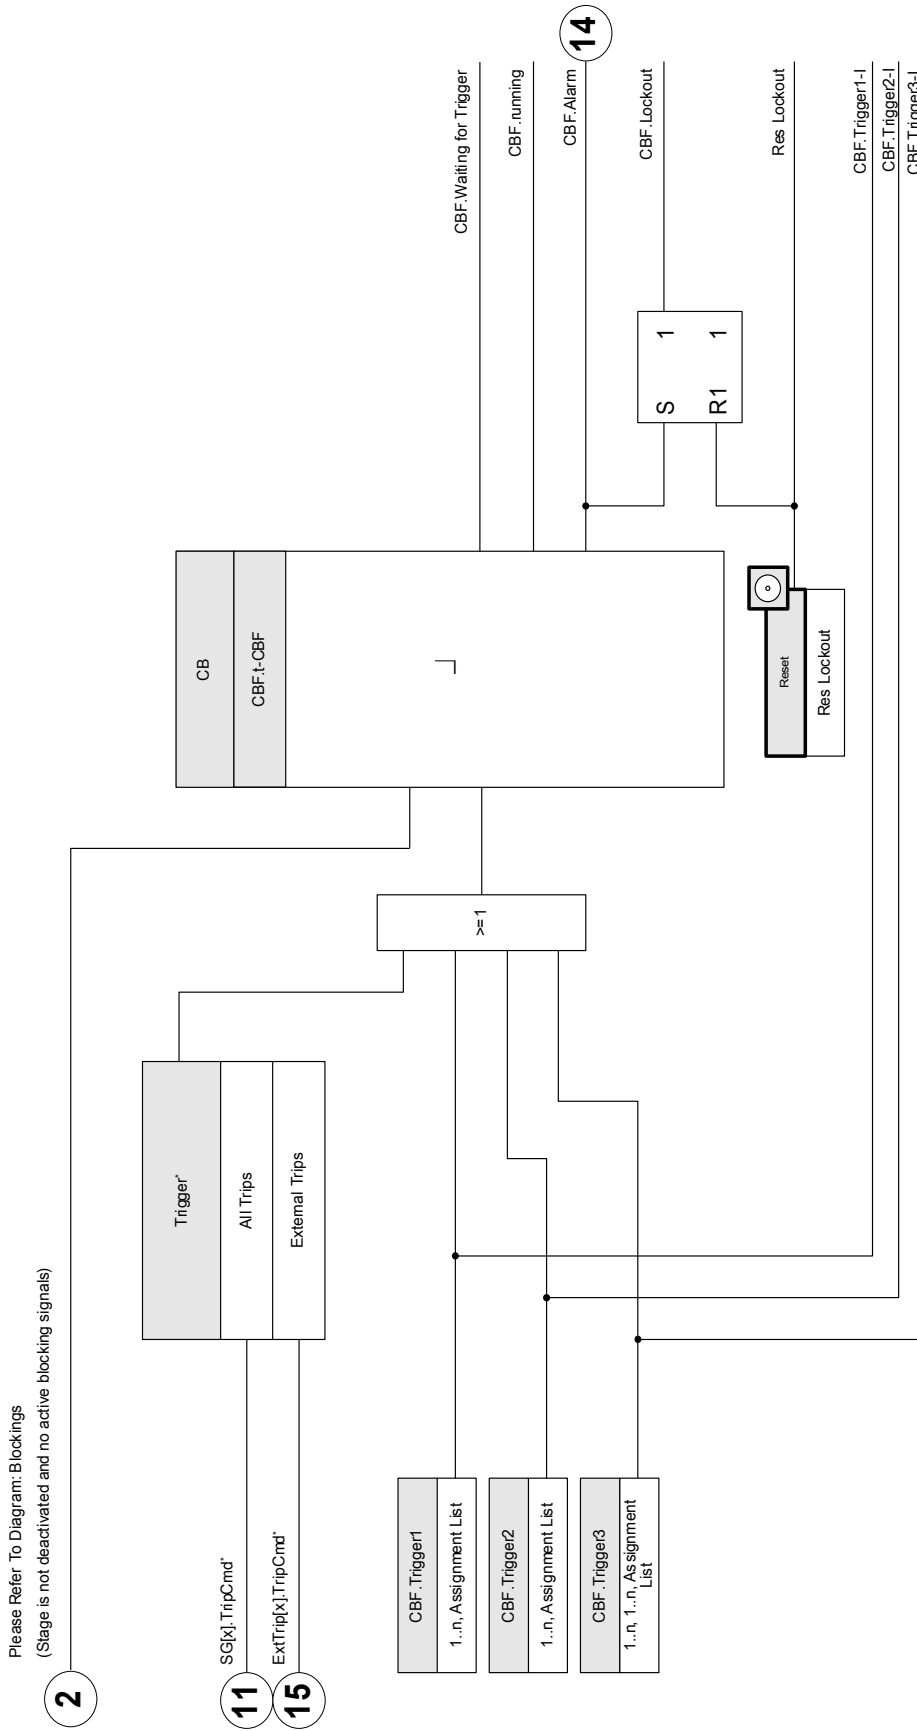 Please Refer To Diagram: Blockings
(Stage is not deactivated and no active blocking signals)
2
SG[x].TripCmd*
11
ExtTrip[x].TripCmd*
15
Trigger*
All Trips
External Trips
CBF.Trigger1
1..n, Assignment List
CBF.Trigger2
1..n, Assignment List
CBF.Trigger3
1..n, 1..n, Assignment
List
>=1
CB
CBF.t-CBF
Reset
Res Lockout
S
1
R1
1
CBF.Waiting for Trigger
CBF.running
CBF.Alarm
14
CBF.Lockout
Res Lockout
CBF.Trigger1-I
CBF.Trigger2-I
CBF.Trigger3-I